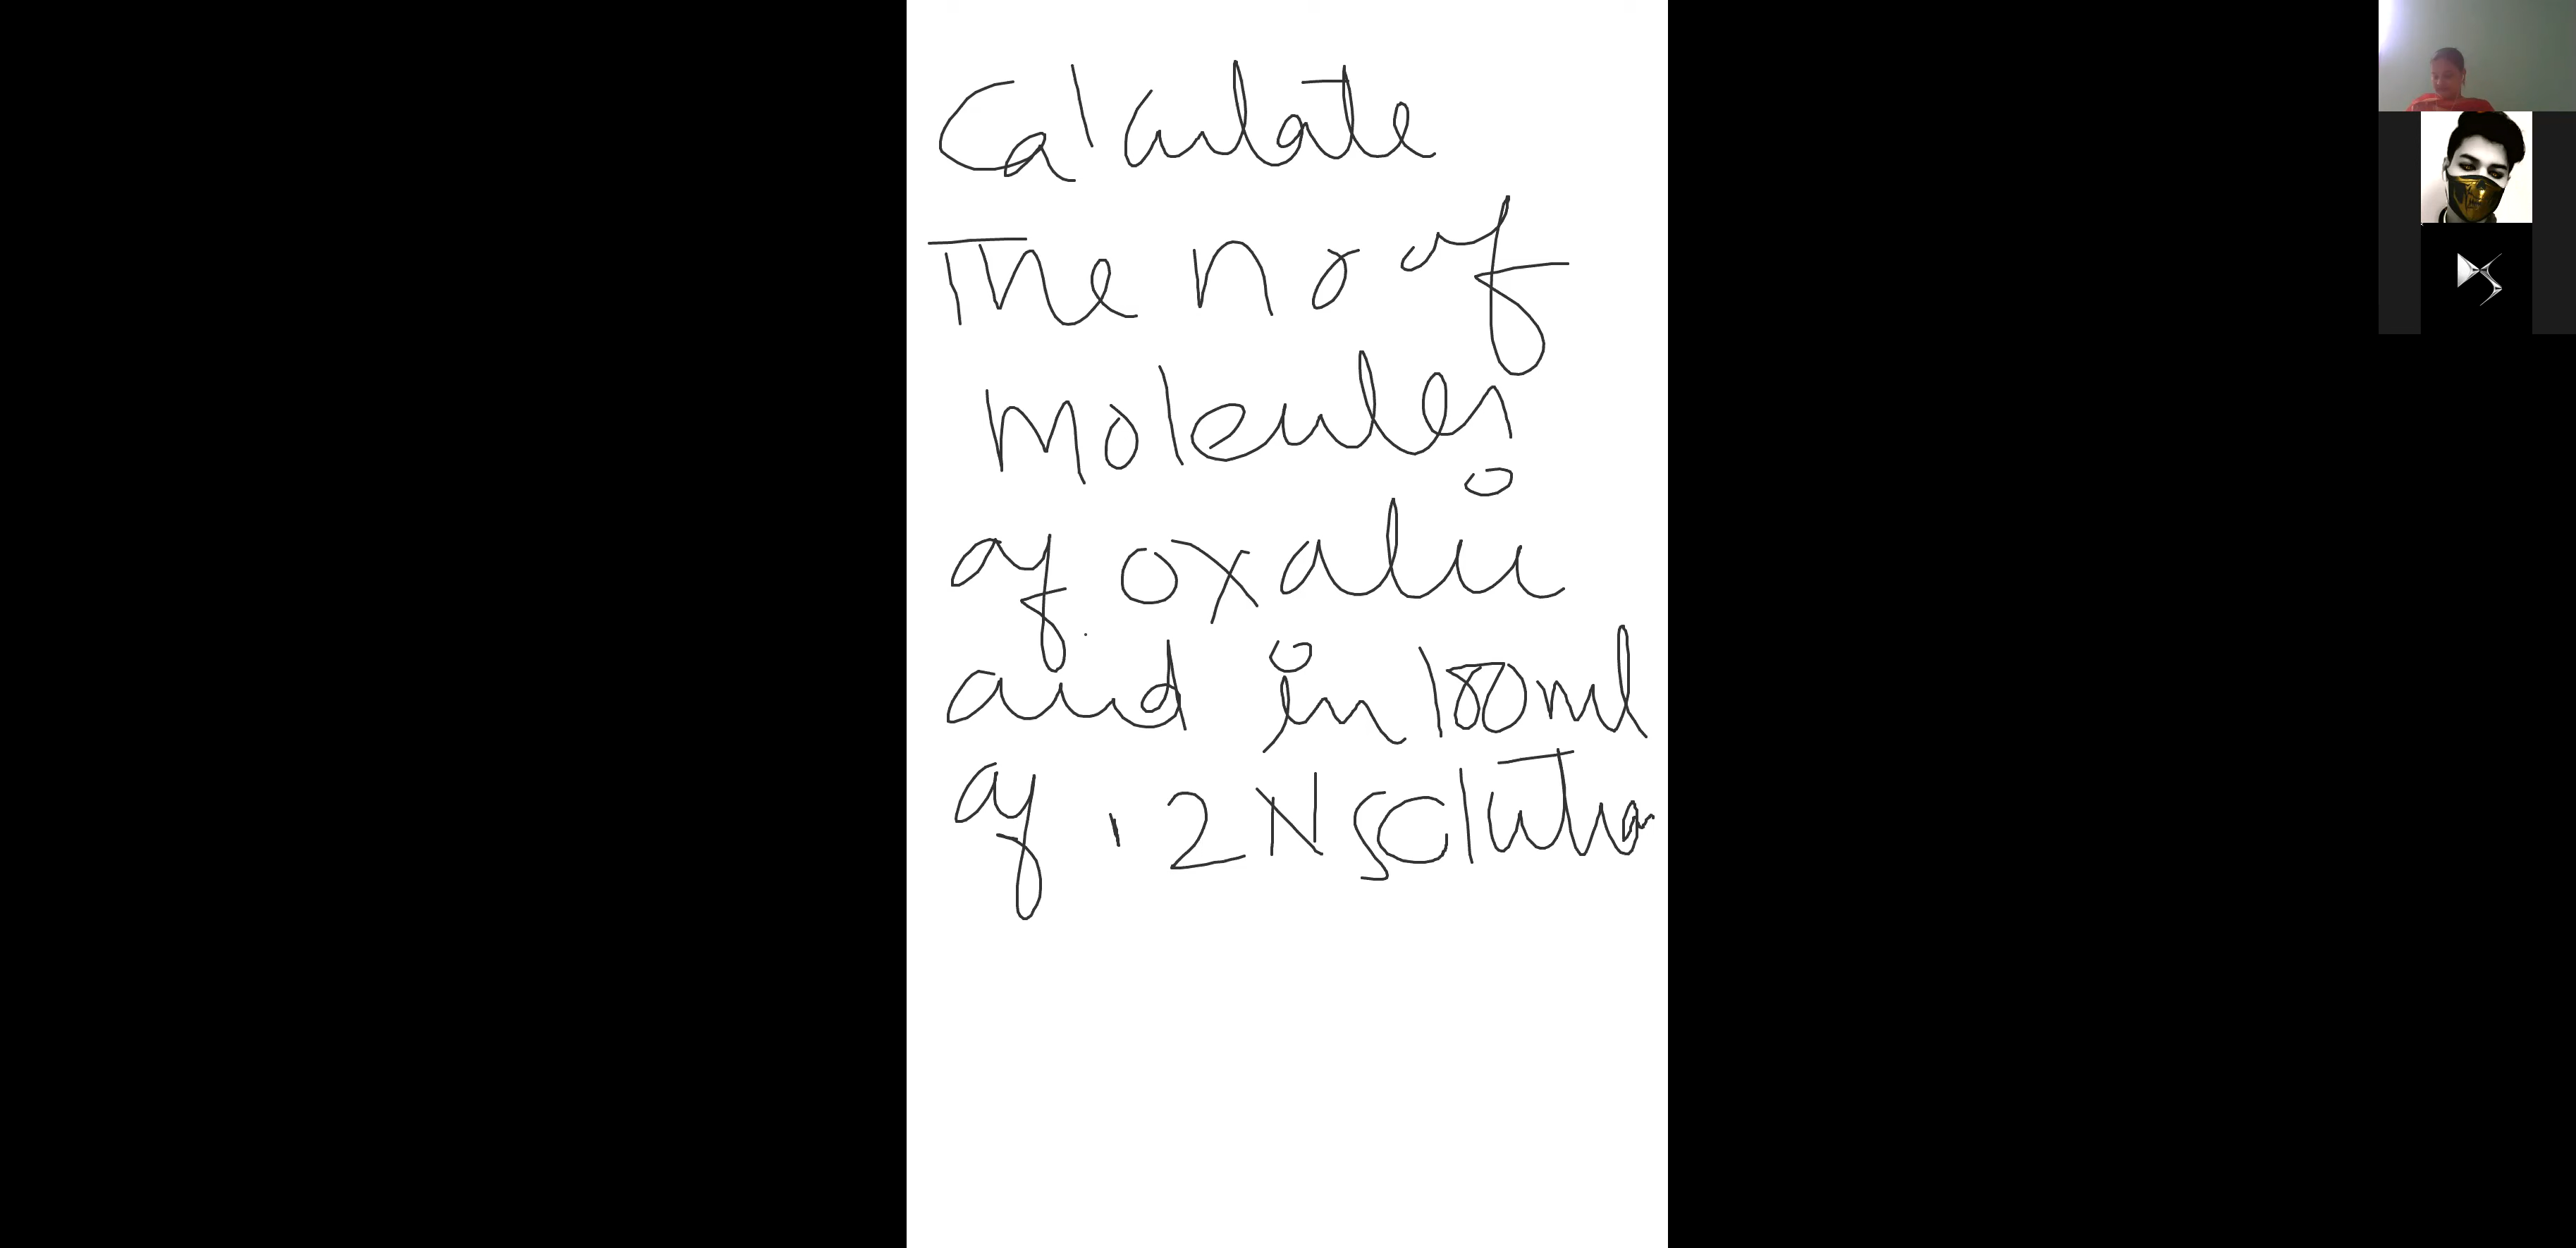 Calculate
The no of
molecules
of oxalic
acid in 100ml
of .2N solution